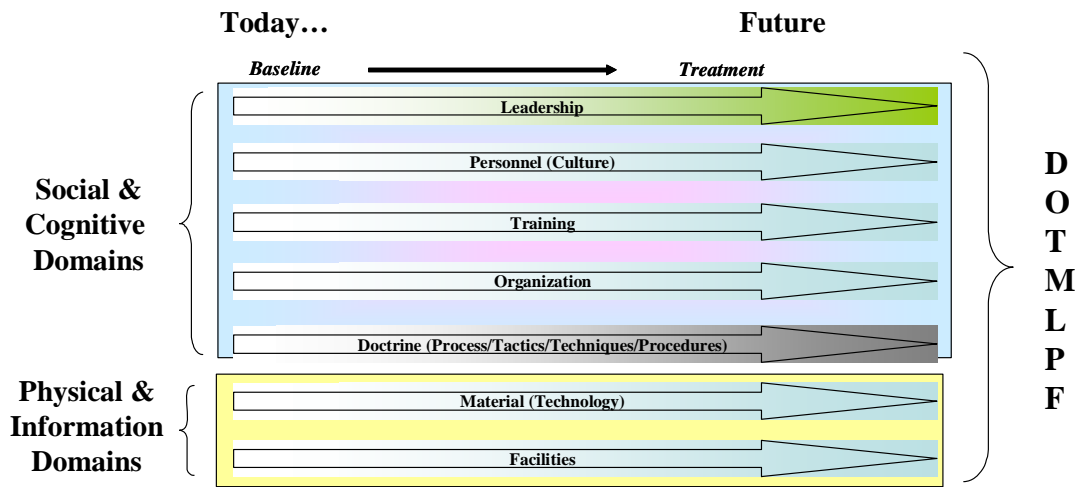 Today…
Future
Baseline
Treatment
Leadership
Personnel (Culture)
Social &
Cognitive
Domains
Training
Organization
Doctrine (Process/Tactics/Techniques/Procedures)
Physical &
Information
Domains
Material (Technology)
Facilities
D
O
T
M
L
P
F